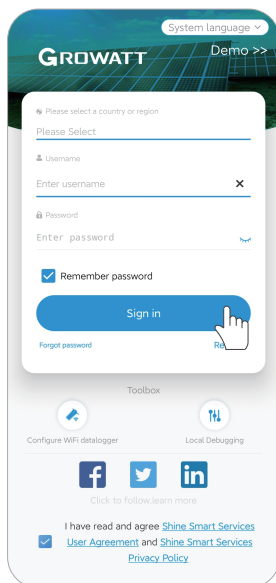 System language
GROWATT
Demo >>
Please select a country or region
Please Select
Username
Enter username
Password
Enter password
Remember password
Sign in
Forgot password
Re
Toolbox
Configure WiFi datalogger
Local Debugging
Click to follow.learn more
I have read and agree Shine Smart Services
User Agreement and Shine Smart Services
Privacy Policy